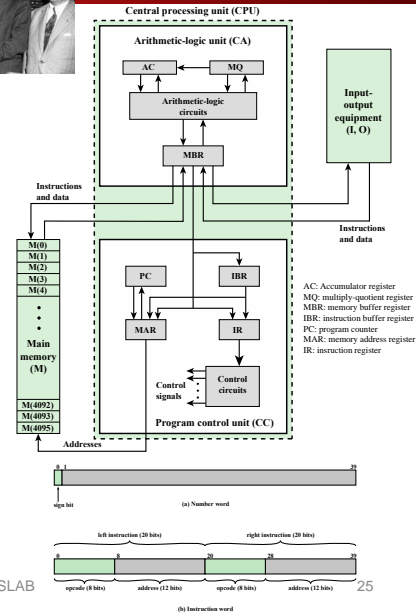 Central processing unit (CPU)
Arithmetic-logic unit (CA)
AC
MQ
Arithmetic-logic
circuits
MBR
Input-
output
equipment
(I, O)
Instructions
and data
Instructions
and data
M(0)
M(1)
M(2)
M(3)
M(4)
Main
memory
(M)
M(4092)
M(4093)
M(4095)
PC
IBR
MAR
IR
Control
signals
Control
circuits
Program control unit (CC)
Addresses
AC: Accumulator register
MQ: multiply-quotient register
MBR: memory buffer register
IBR: instruction buffer register
PC: program counter
MAR: memory address register
IR: insruction register
0 1 39
sign bit
(a) Number word
left instruction (20 bits) right instruction (20 bits)
0 8 20 28 39
opcode (8 bits) address (12 bits) opcode (8 bits) address (12 bits)
(b) Instruction word
SLAB
25